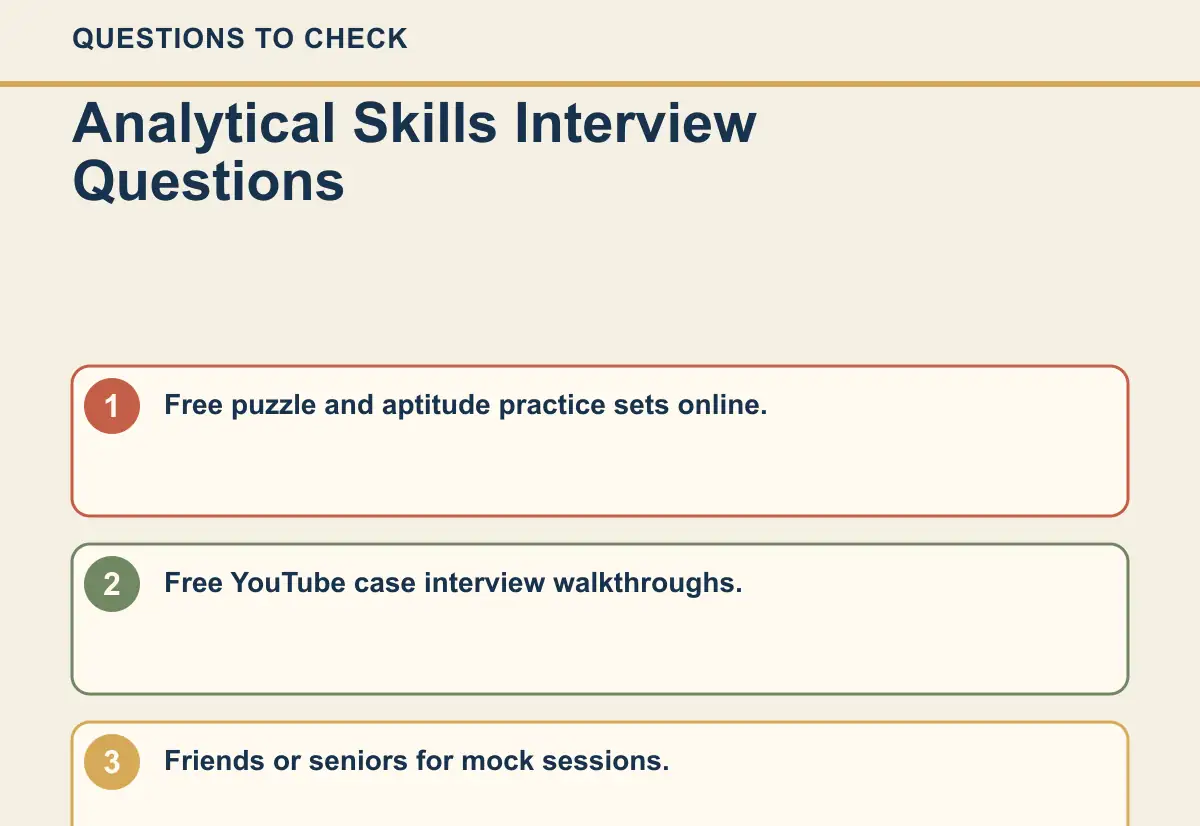 QUESTIONS TO CHECK
Analytical Skills Interview
Questions
1
Free puzzle and aptitude practice sets online.
2
Free YouTube case interview walkthroughs.
3
Friends or seniors for mock sessions.